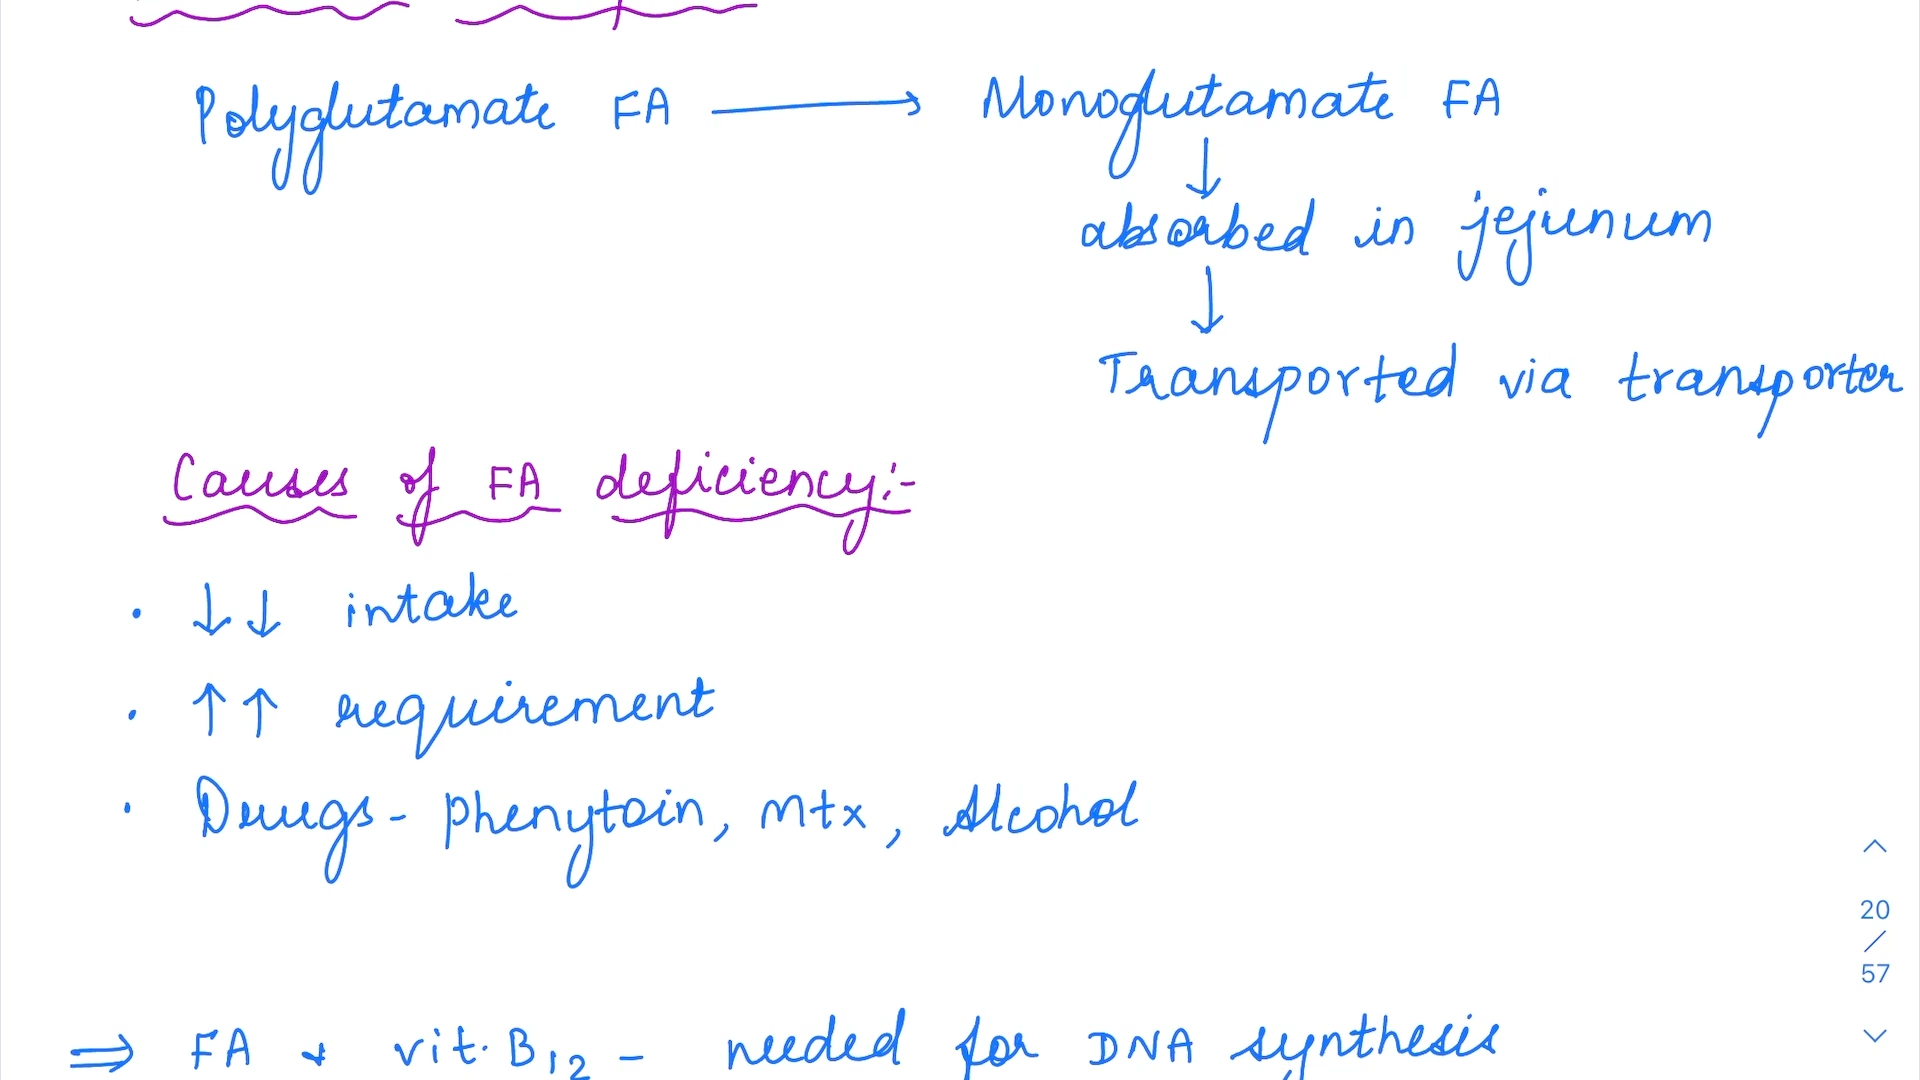 Polyglutamate FA ⟶ Monoglutamate FA
↓
absorbed in jejunum
↓
Transported via transporter
Causes of FA deficiency:-
• ↓↓ intake
• ↑↑ requirement
• Drugs - Phenytoin, Mtx, Alcohol
20
/
57
⇒ FA + vit. B12 - needed for DNA synthesis